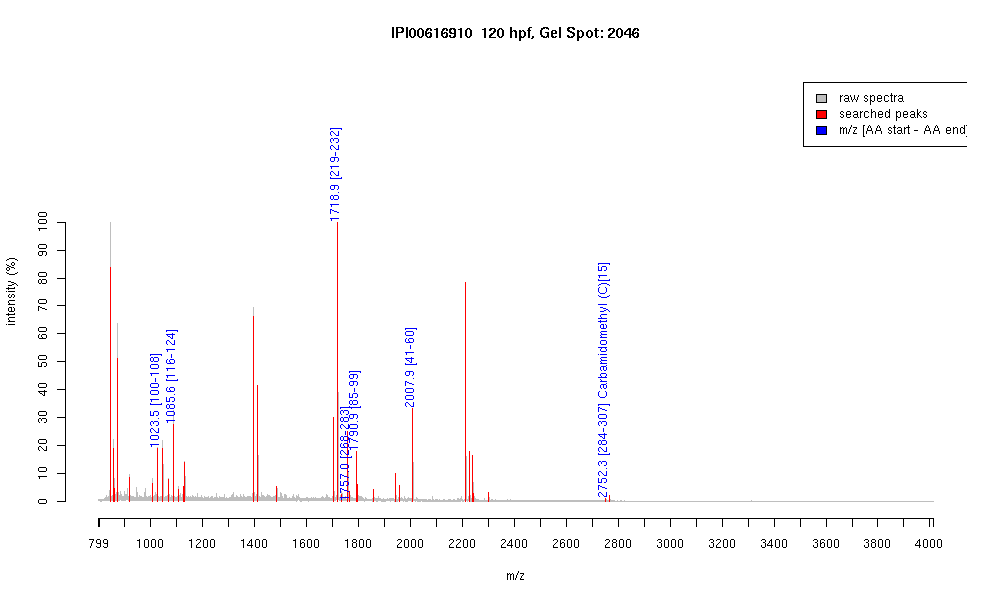 IPI00616910 120 hpf, Gel Spot: 2046
raw spectra
searched peaks
m/z [AA start - AA end]
1718.9 [219-232]
2752.3 [284-307] Carbamidomethyl (C)[15]
1085.6 [116-124]
2007.9 [41-60]
1023.5 [100-108]
1790.9 [85-99]
1757.0 [268-283]
intensity (%)
100
90
80
70
60
50
40
30
20
10
0
799 1000 1200 1400 1600 1800 2000 2200 2400 2600 2800 3000 3200 3400 3600 3800 4000
m/z